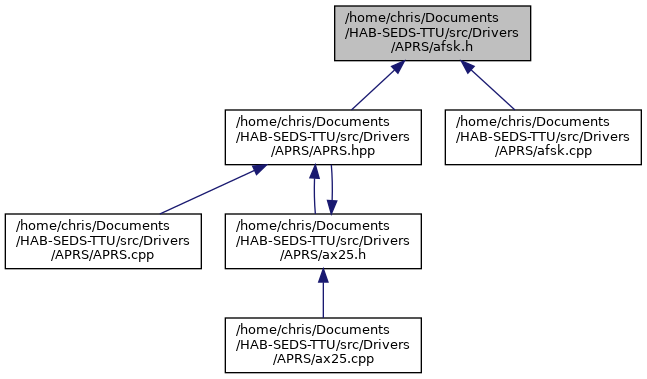 /home/chris/Documents
/HAB-SEDS-TTU/src/Drivers
/APRS/afsk.h
/home/chris/Documents
/HAB-SEDS-TTU/src/Drivers
/APRS/APRS.hpp
/home/chris/Documents
/HAB-SEDS-TTU/src/Drivers
/APRS/afsk.cpp
/home/chris/Documents
/HAB-SEDS-TTU/src/Drivers
/APRS/APRS.cpp
/home/chris/Documents
/HAB-SEDS-TTU/src/Drivers
/APRS/ax25.h
/home/chris/Documents
/HAB-SEDS-TTU/src/Drivers
/APRS/ax25.cpp